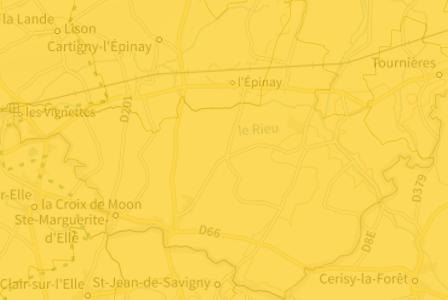 la Lande
Lison
Cartigny-l'Épinay
Tournières
l'Épinay
les Vignettes
D201
le Rieu
r-Elle
la Croix de Moon
Ste-Marguerite-
d'Elle
D66
D8E
D379
Clair-sur-l'Elle
St-Jean-de-Savigny
Cerisy-la-Forêt